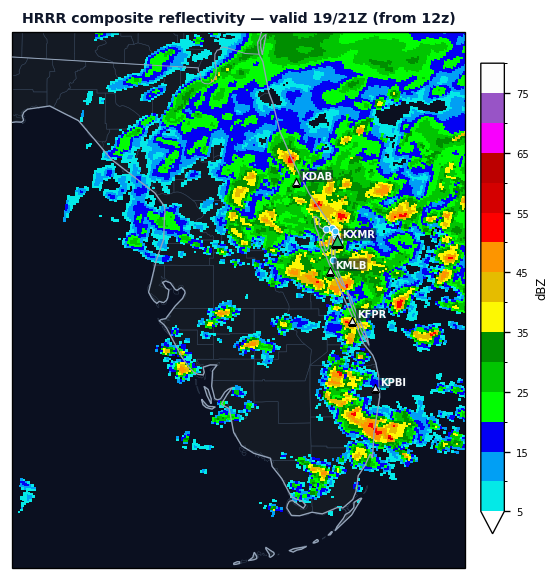 HRRR composite reflectivity — valid 19/21Z (from 12z)
KDAB
KXMR
KMLB
KFPR
KPBI
75
65
55
45
35
25
15
5
dBZ